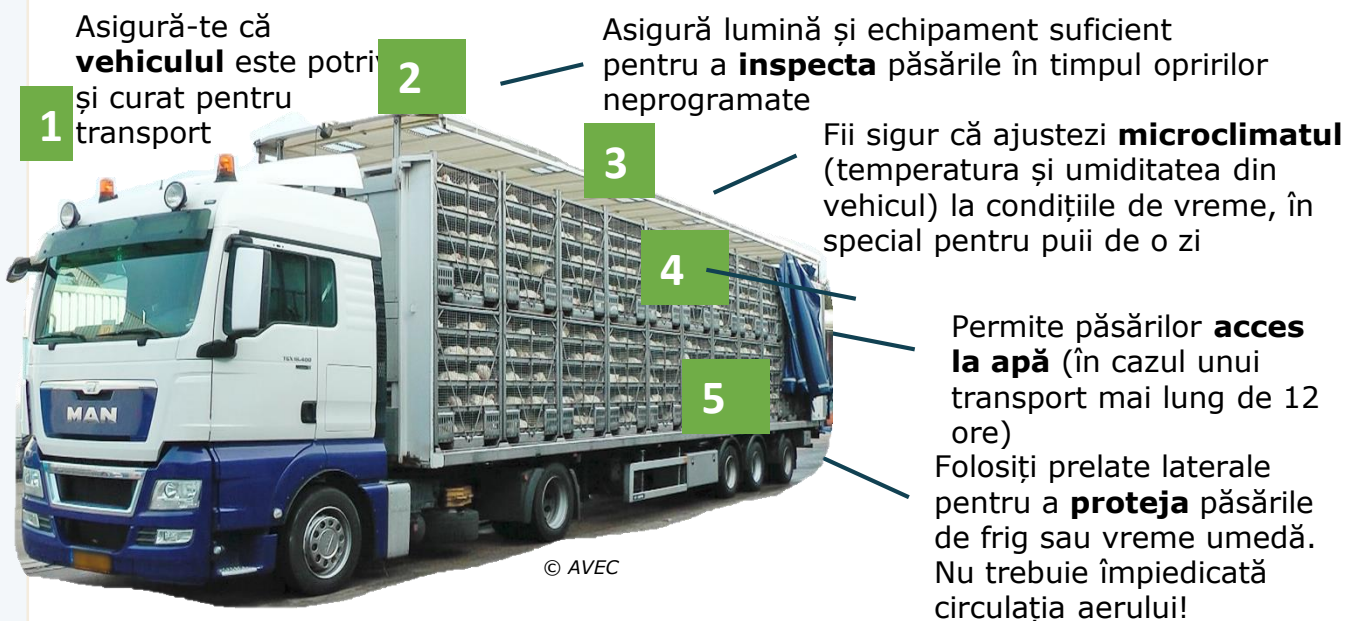 Asigură-te că
vehiculul este
și curat pentru
transport
1
2
Asigură lumină și echipament suficient
pentru a inspecta păsările în timpul opririlor
neprogramate
3
Fii sigur că ajustezi microclimatul
(temperatura și umiditatea din
vehicul) la condițiile de vreme, în
special pentru puii de o zi
4
Permite păsărilor acces
la apă (în cazul unui
transport mai lung de 12
ore)
5
Folosiți prelate laterale
pentru a proteja păsările
de frig sau vreme umedă.
Nu trebuie împiedicată
circulația aerului!
MAN
© AVEC